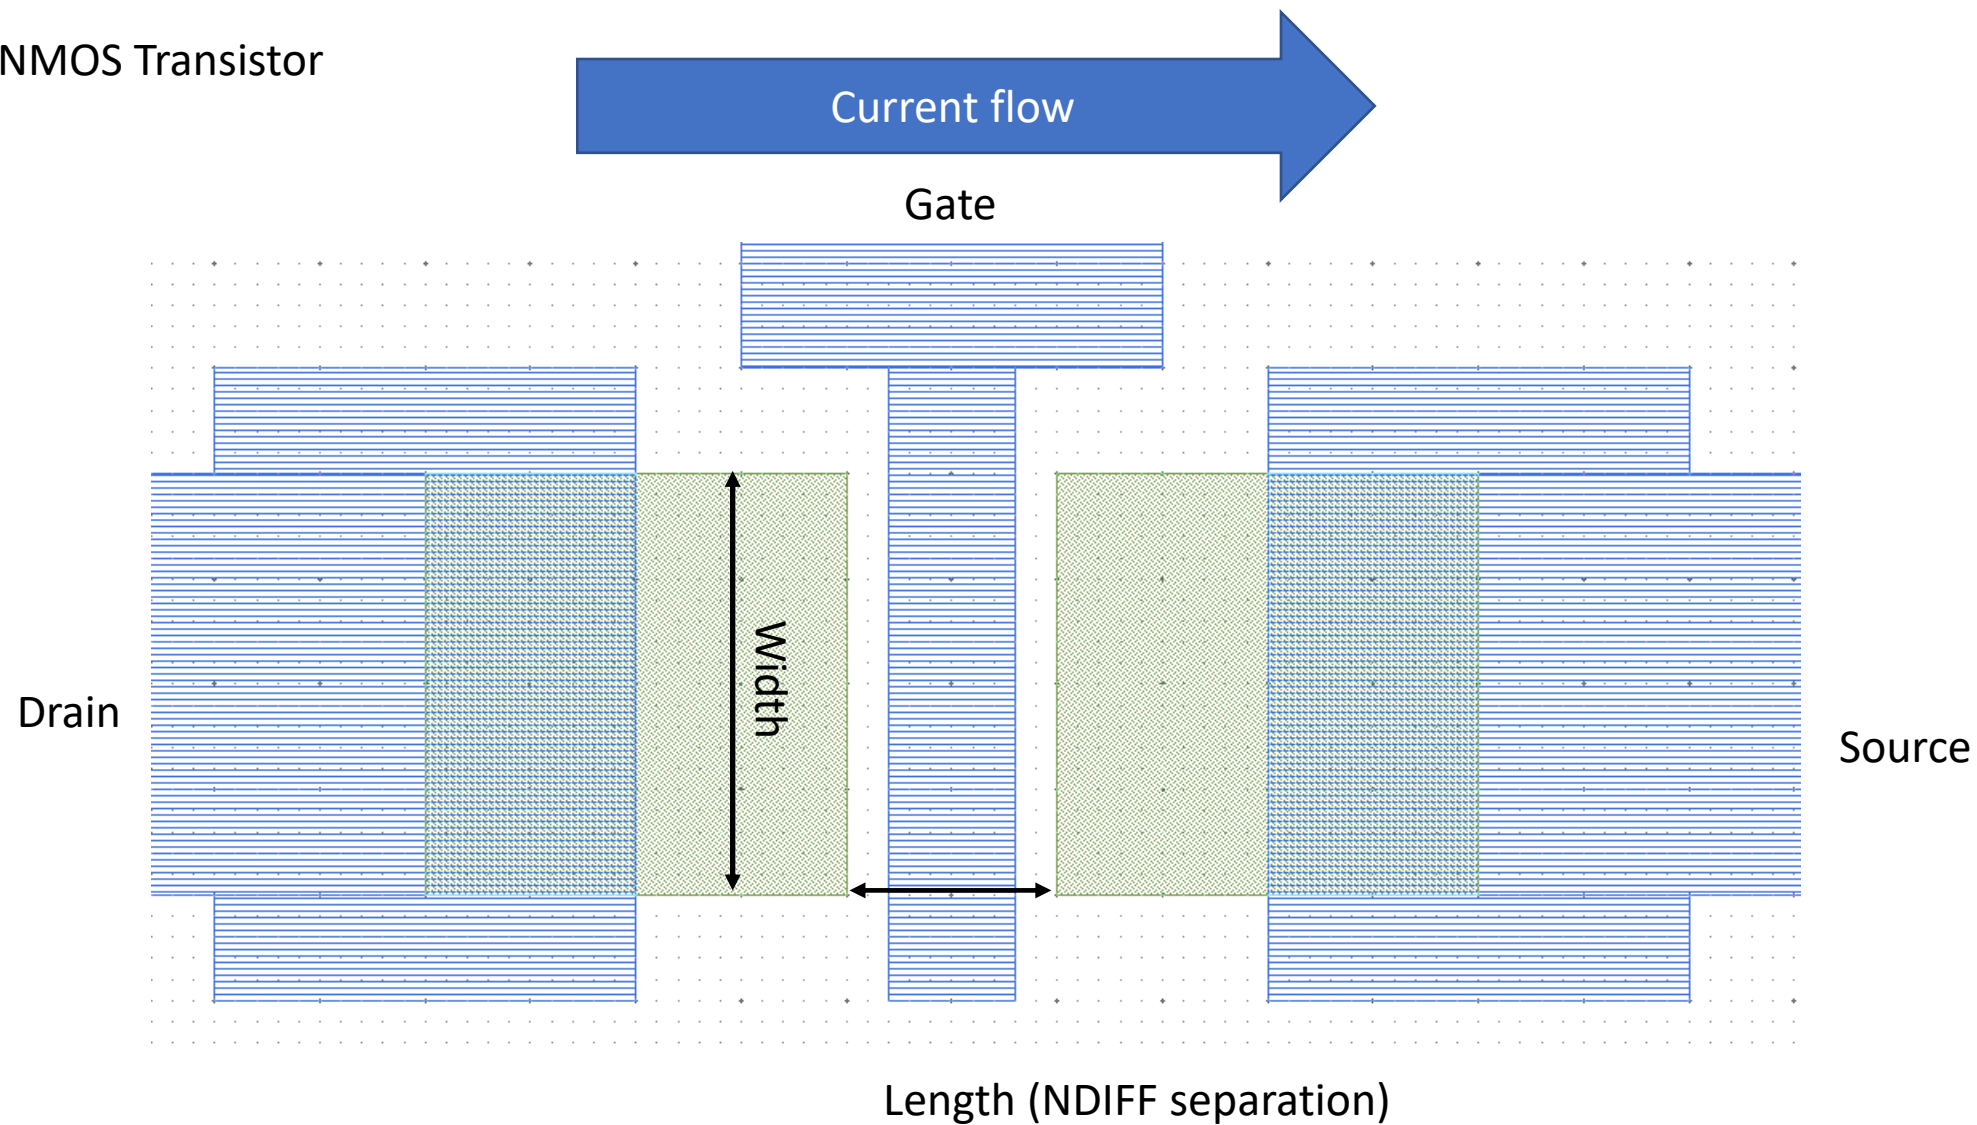 NMOS Transistor
Current flow
Gate
Width
Drain
Source
Length (NDIFF separation)